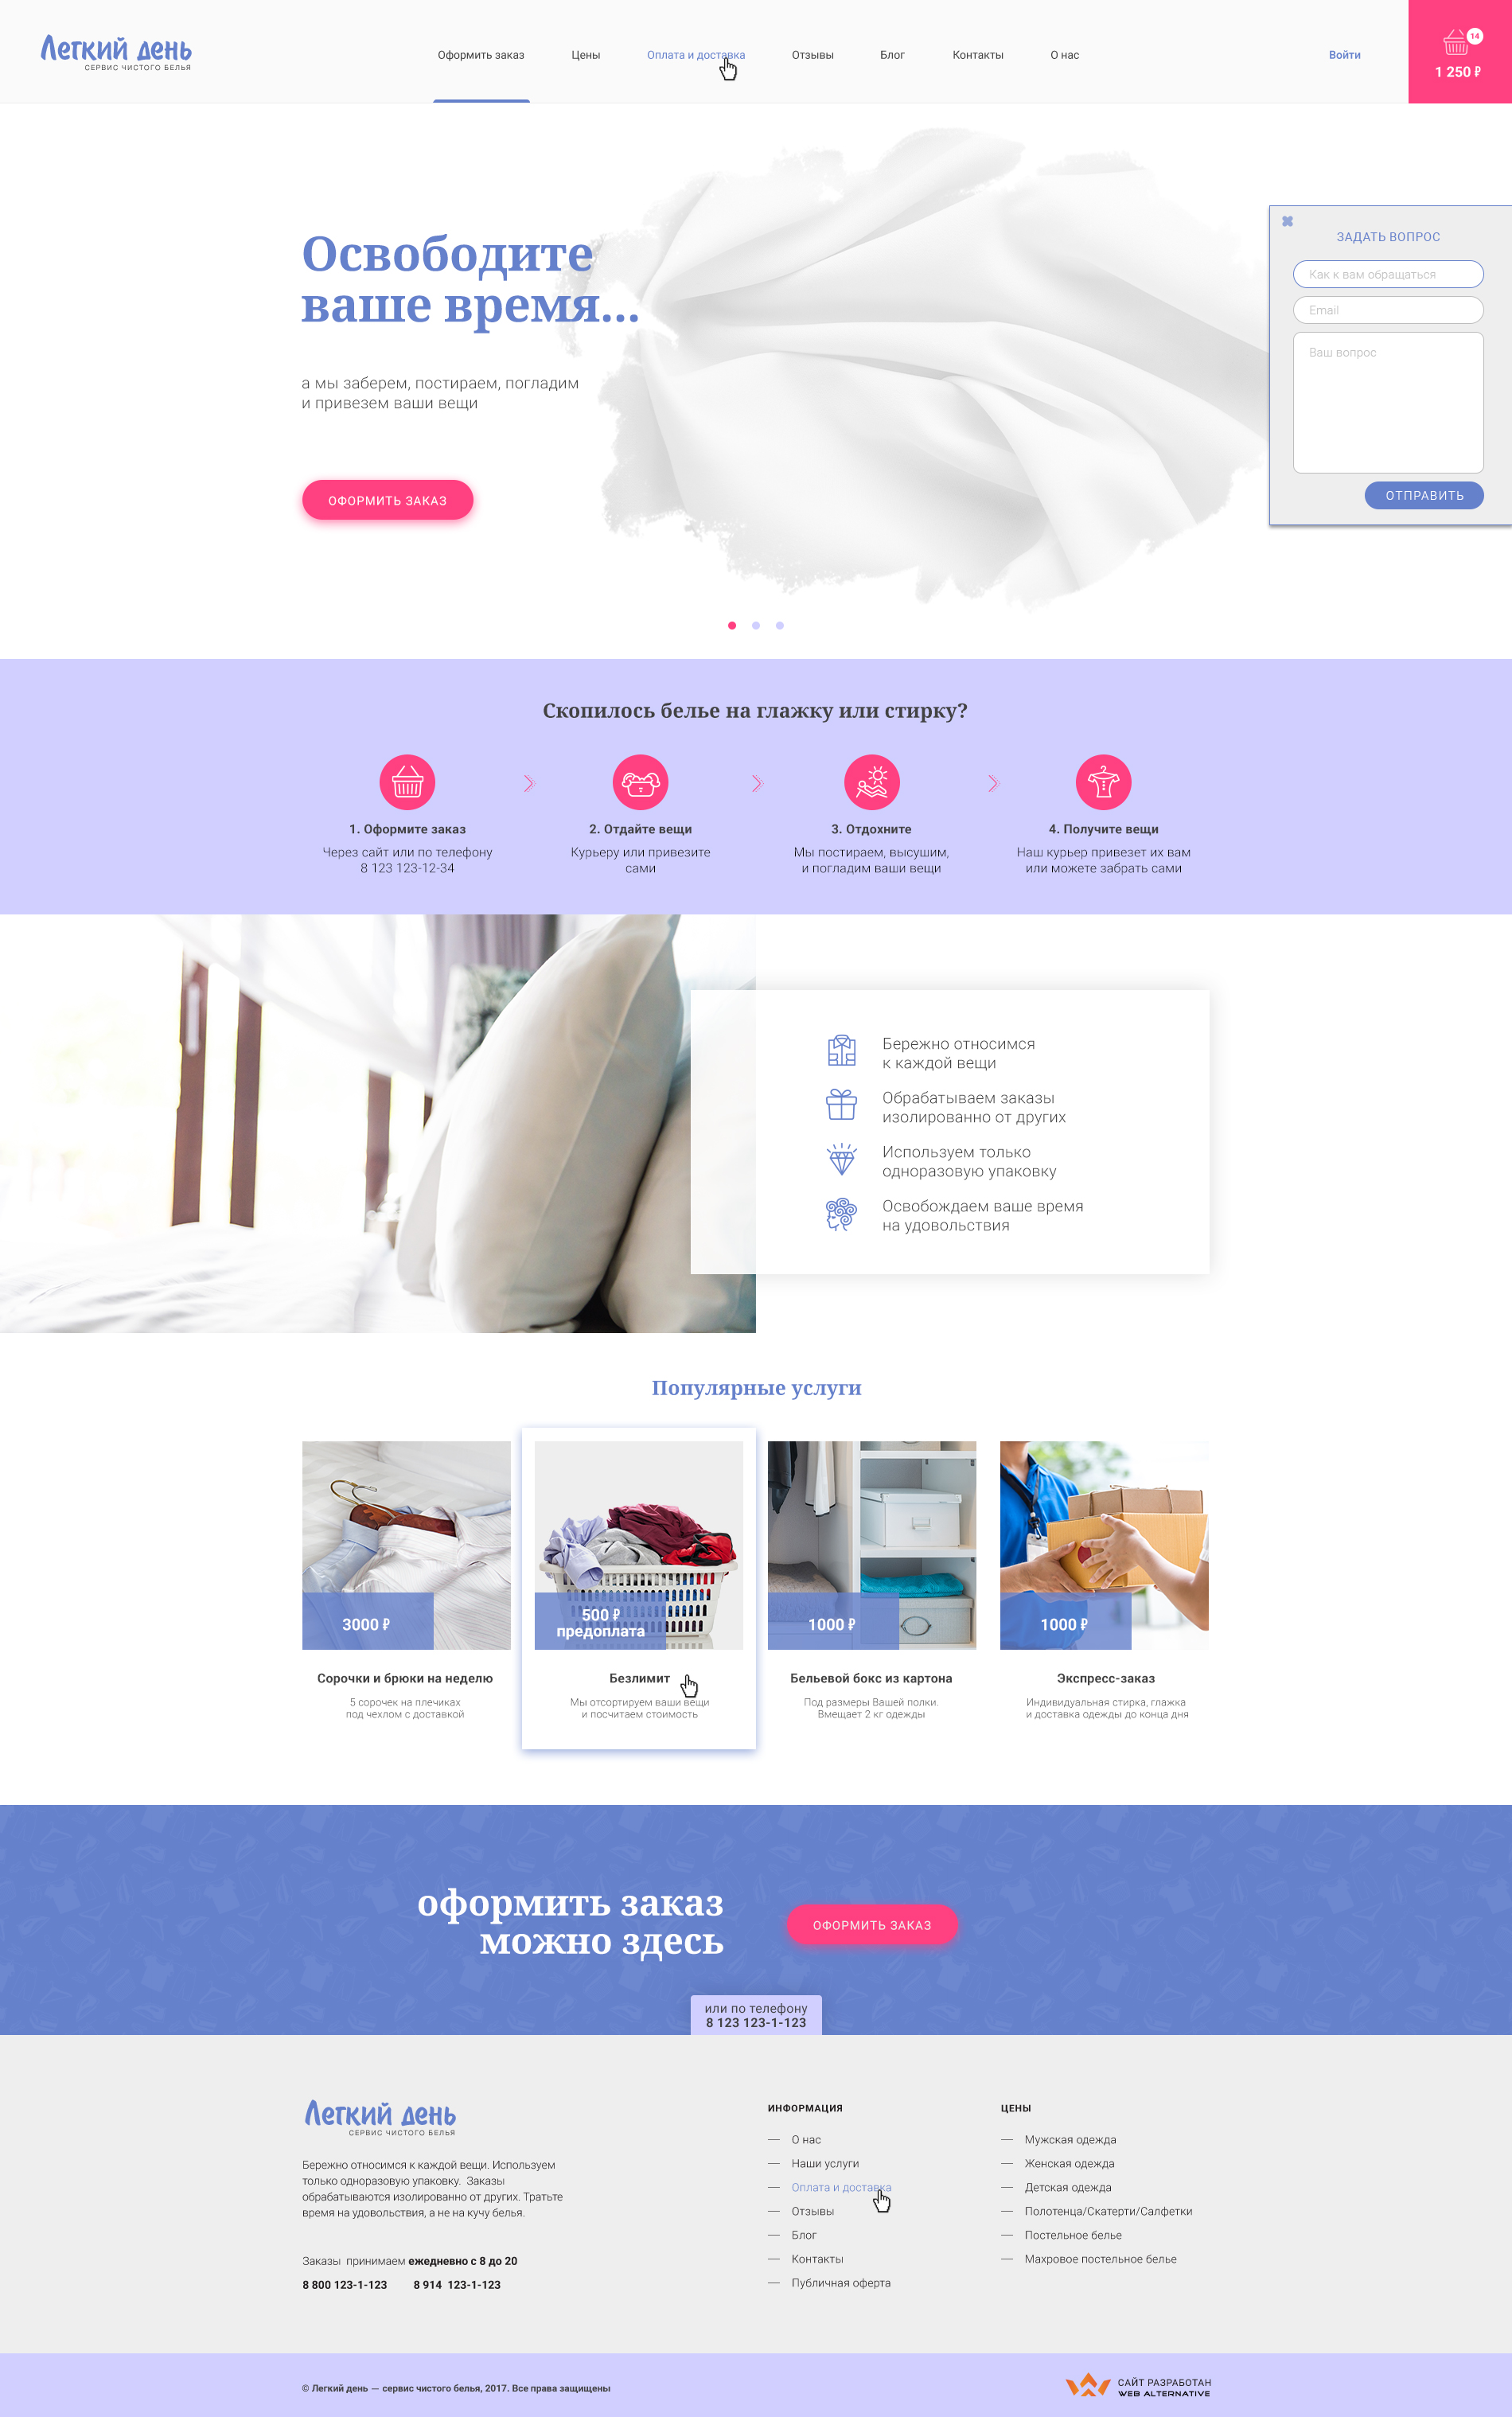 Легкий день
СЕРВИС ЧИСТОГО БЕЛЬЯ
Оформить заказ
Цены
Оплата и доставка
Отзывы
Блог
Контакты
О нас
Войти
14
1 250 ₽
Освободите
ваше время...
а мы заберем, постираем, погладим
и привезем ваши вещи
ОФОРМИТЬ ЗАКАЗ
ЗАДАТЬ ВОПРОС
Как к вам обращаться
Email
Ваш вопрос
ОТПРАВИТЬ
Скопилось белье на глажку или стирку?
1. Оформите заказ
Через сайт или по телефону
8 123 123-12-34
2. Отдайте вещи
Курьеру или привезите
сами
3. Отдохните
Мы постираем, высушим,
и погладим ваши вещи
4. Получите вещи
Наш курьер привезет их вам
или можете забрать сами
Бережно относимся
к каждой вещи
Обрабатываем заказы
изолированно от других
Используем только
одноразовую упаковку
Освобождаем ваше время
на удовольствия
Популярные услуги
3000 ₽
Сорочки и брюки на неделю
5 сорочек на плечиках
под чехлом с доставкой
500 ₽
предоплата
Безлимит
Мы отсортируем ваши вещи
и посчитаем стоимость
1000 ₽
Бельевой бокс из картона
Под размеры Вашей полки.
Вмещает 2 кг одежды
1000 ₽
Экспресс-заказ
Индивидуальная стирка, глажка
и доставка одежды до конца дня
оформить заказ
можно здесь
ОФОРМИТЬ ЗАКАЗ
или по телефону
8 123 123-1-123
Легкий день
СЕРВИС ЧИСТОГО БЕЛЬЯ
Бережно относимся к каждой вещи. Используем
только одноразовую упаковку. Заказы
обрабатываются изолированно от других. Тратьте
время на удовольствия, а не на кучу белья.
Заказы принимаем ежедневно с 8 до 20
8 800 123-1-123 8 914 123-1-123
ИНФОРМАЦИЯ
— О нас
— Наши услуги
— Оплата и доставка
— Отзывы
— Блог
— Контакты
— Публичная оферта
ЦЕНЫ
— Мужская одежда
— Женская одежда
— Детская одежда
— Полотенца/Скатерти/Салфетки
— Постельное белье
— Махровое постельное белье
© Легкий день — сервис чистого белья, 2017. Все права защищены
САЙТ РАЗРАБОТАН
WEB ALTERNATIVE